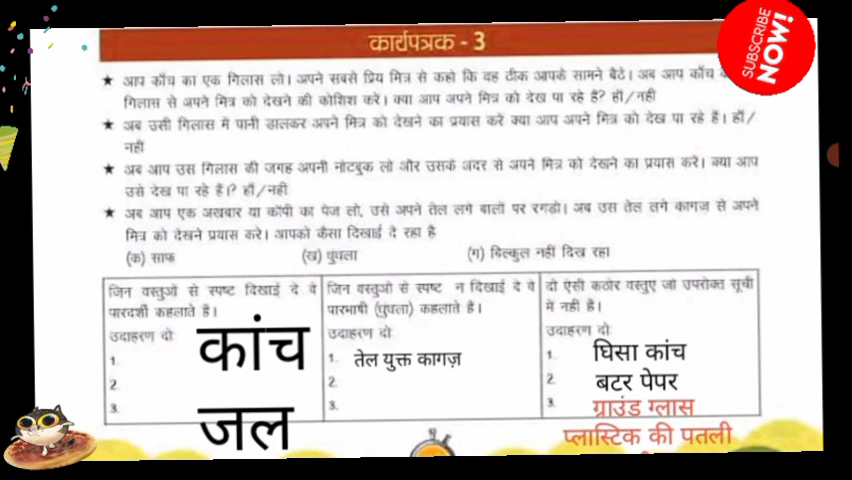 कार्यपत्रक - 3
SUBSCRIBE
NOW!
★ आप काँच का एक गिलास लो। अपने सबसे प्रिय मित्र से कहो कि वह ठीक आपके सामने बैठे। अब आप काँच
गिलास से अपने मित्र को देखने की कोशिश करें। क्या आप अपने मित्र को देख पा रहे हैं? हाँ/नहीं
★ अब उसी गिलास में पानी डालकर अपने मित्र को देखने का प्रयास करे क्या आप अपने मित्र को देख पा रहे हैं। हाँ/
नहीं
★ अब आप उस गिलास की जगह अपनी नोटबुक लो और उसके अंदर से अपने मित्र को देखने का प्रयास करें। क्या आप
उसे देख पा रहे हैं।? हाँ/नहीं
★ अब आप एक अखबार या कॉपी का पेज लो, उसे अपने तेल लगे बालों पर रगड़ो। अब उस तेल लगे कागज़ से अपने
मित्र को देखने प्रयास करे। आपको कैसा दिखाई दे रहा है
(क) साफ (ख) धुंधला (ग) बिल्कुल नहीं दिख रहा
जिन वस्तुओं से स्पष्ट दिखाई दे वे
पारदर्शी कहलाते हैं।
उदाहरण दो
1. कांच
2.
3. जल
जिन वस्तुओं से स्पष्ट न दिखाई दे वे
पारभाषी (धुंधला) कहलाते हैं।
उदाहरण दो
1. तेल युक्त कागज़
2.
3.
दो ऐसी कठोर वस्तुए जो उपरोक्त सूची
में नहीं हैं।
उदाहरण दो
1. घिसा कांच
2. बटर पेपर
3. ग्राउंड ग्लास
प्लास्टिक की पतली